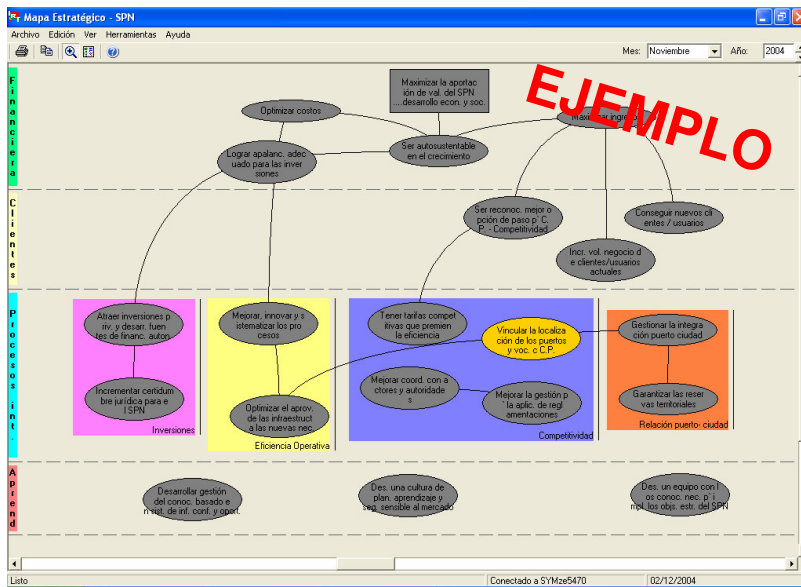 Mapa Estratégico - SPN
Archivo Edición Ver Herramientas Ayuda
Mes: Noviembre Año: 2004
EJEMPLO
Financiera
Maximizar la aportac
ión de val. del SPN
....desarollo econ. y soc.
Optimizar costos
Maximizar ingresos
Lograr apalanc. adec
uado para las inver
siones
Ser autosustentable
en el crecimiento
Clientes
Ser reconoc. mejor o
pción de paso p' C.
P. - Competitividad
Conseguir nuevos cli
entes / usuarios
Incr. vol. negocio d
e clientes/usuarios
actuales
Procesos int.
Atraer inversiones p
riv. y desarr. fuen
tes de financ. auton.
Mejorar, innovar y s
istematizar los pro
cesos
Tener tarifas compet
itivas que premien
la eficiencia
Vincular la localiza
ción de los puertos
y voc. c C.P.
Gestionar la integra
ción puerto ciudad
Incrementar certidum
bre jurídica para e
l SPN
Optimizar el aprov.
de las infraestruct
a las nuevas nec.
Mejorar coord. con a
ctores y autoridade
s
Mejorar la gestión p
' la aplic. de regl
amentaciones
Garantizar las reser
vas territoriales
Inversiones
Eficiencia Operativa
Competitividad
Relación puerto- ciudad
Aprend
Desarrollar gestión
del conoc. basado e
n sist. de inf. conf. y oport.
Des. una cultura de
plan. aprendizaje y
seg. sensible al mercado
Des. un equipo con l
os conoc. nec. p' i
mpl. los objs. estr. del SPN
Listo
Conectado a SYMze5470
02/12/2004